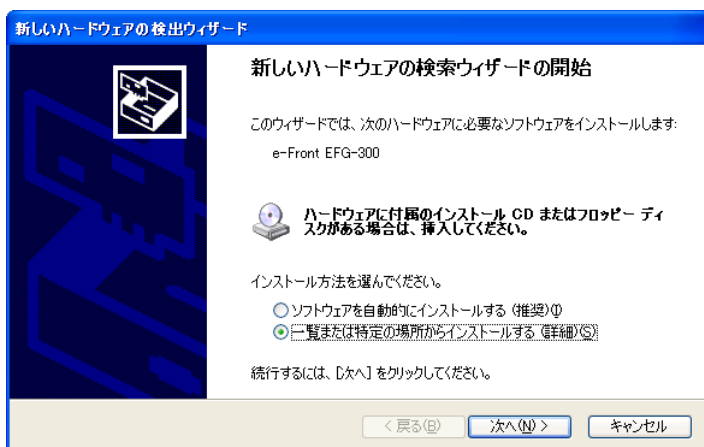 新しいハードウェアの検出ウィザード
新しいハードウェアの検索ウィザードの開始
このウィザードでは、次のハードウェアに必要なソフトウェアをインストールします:
e-Front EFG-300
ハードウェアに付属のインストール CD またはフロッピー ディ
スクがある場合は、挿入してください。
インストール方法を選んでください。
ソフトウェアを自動的にインストールする (推奨)(I)
一覧または特定の場所からインストールする (詳細)(S)
続行するには、[次へ] をクリックしてください。
< 戻る(B)
次へ(N) >
キャンセル